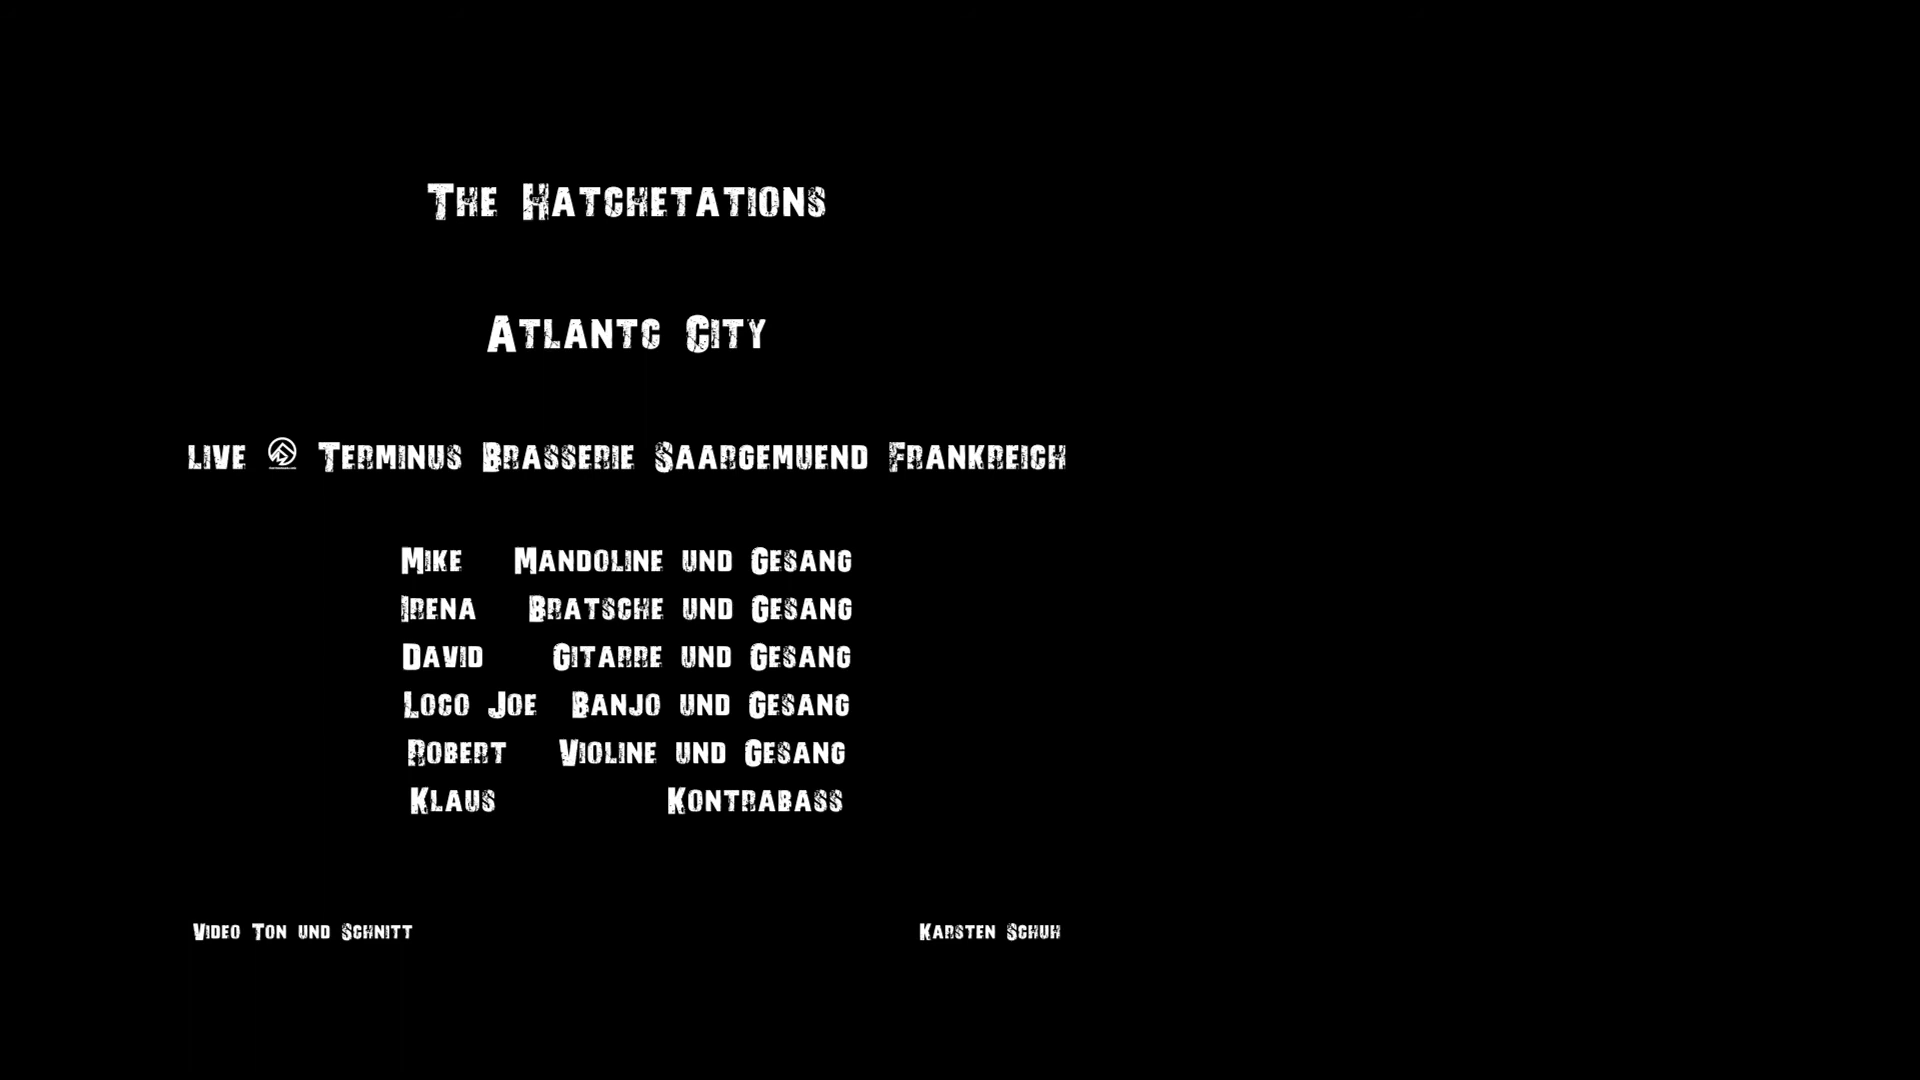 The Hatchetations
Atlantc City
live @ Terminus Brasserie Saargemuend Frankreich
Mike Mandoline und Gesang
Irena Bratsche und Gesang
David Gitarre und Gesang
Loco Joe Banjo und Gesang
Robert Violine und Gesang
Klaus Kontrabass
Video Ton und Schnitt Karsten Schuh